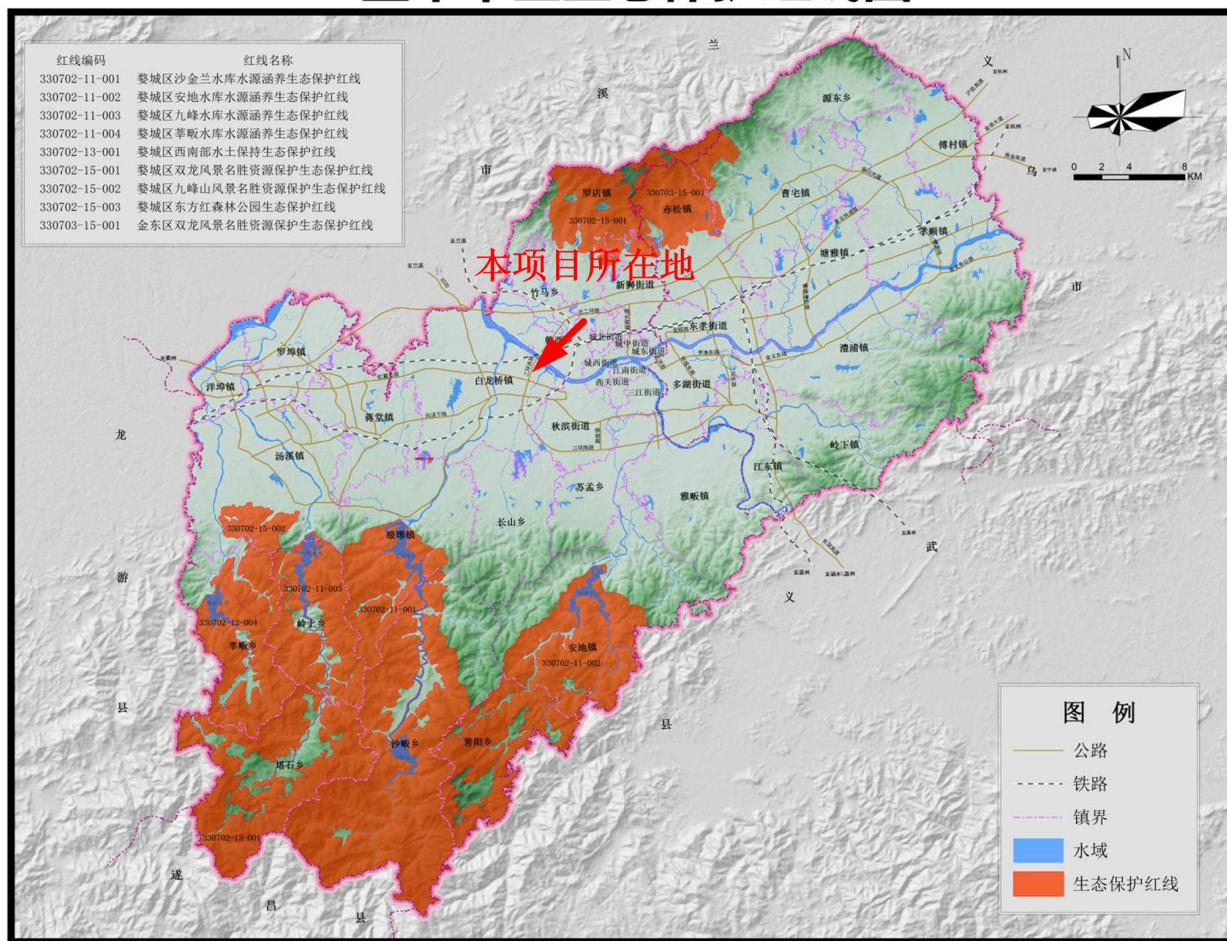 红线编码 红线名称
330702-11-001 婺城区沙金兰水库水源涵养生态保护红线
330702-11-002 婺城区安地水库水源涵养生态保护红线
330702-11-003 婺城区九峰水库水源涵养生态保护红线
330702-11-004 婺城区莘畈水库水源涵养生态保护红线
330702-13-001 婺城区西南部水土保持生态保护红线
330702-15-001 婺城区双龙风景名胜资源保护生态保护红线
330702-15-002 婺城区九峰山风景名胜资源保护生态保护红线
330702-15-003 婺城区东方红森林公园生态保护红线
330703-15-001 金东区双龙风景名胜资源保护生态保护红线
兰
溪
市
义
乌
市
N
0 2 4 8
KM
至杭州
源东乡
傅村镇
罗店镇
330702-15-001
330703-15-001
赤松镇
曹宅镇
孝顺镇
塘雅镇
本项目所在地
至兰溪
至兰溪
竹马乡
新狮街道
东孝街道
城北街道
城中街道
城东街道
城西街道
江南街道
西关街道
三江街道
多湖街道
澧浦镇
罗埠镇
洋埠镇
白龙桥镇
蒋堂镇
秋滨街道
汤溪镇
苏孟乡
雅畈镇
江东镇
岭下镇
长山乡
琅琊镇
龙
游
县
武
义
县
330702-15-002
330702-11-003
330702-11-001
330702-12-004
莘畈乡
岭上乡
安地镇
330702-11-002
沙畈乡
箬阳乡
塔石乡
330702-13-001
遂
昌
县
图 例
公路
铁路
镇界
水域
生态保护红线